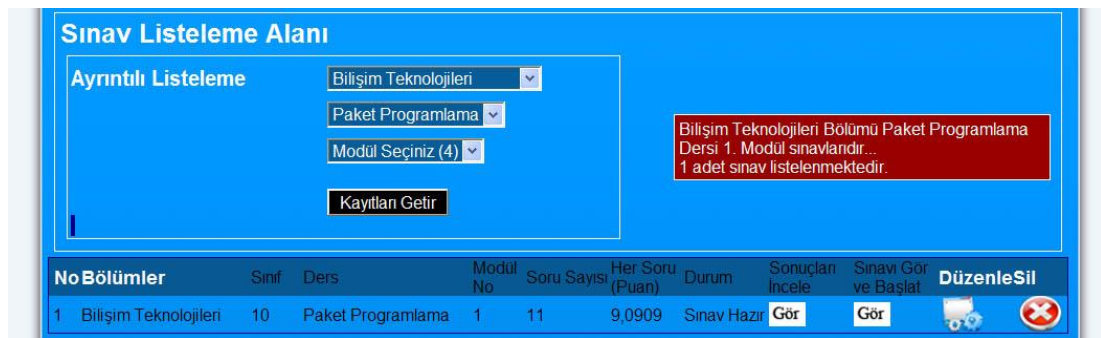 Sınav Listeleme Alanı
Ayrıntılı Listeleme
Bilişim Teknolojileri
Paket Programlama
Modül Seçiniz (4)
Kayıtları Getir
Bilişim Teknolojileri Bölümü Paket Programlama
Dersi 1. Modül sınavlarıdır...
1 adet sınav listelenmektedir.
No Bölümler Sınıf Ders Modül No Soru Sayısı Her Soru (Puan) Durum Sonuçları İncele Sınavı Gör ve Başlat Düzenle Sil
1 Bilişim Teknolojileri 10 Paket Programlama 1 11 9,0909 Sınav Hazır Gör Gör